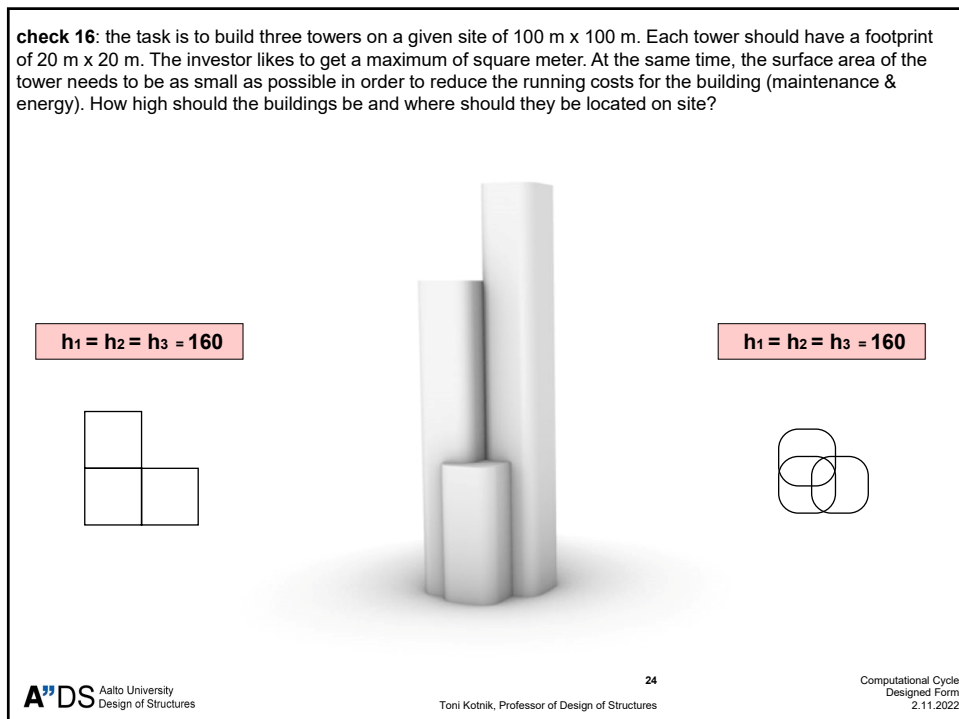 check 16: the task is to build three towers on a given site of 100 m x 100 m. Each tower should have a footprint
of 20 m x 20 m. The investor likes to get a maximum of square meter. At the same time, the surface area of the
tower needs to be as small as possible in order to reduce the running costs for the building (maintenance &
energy). How high should the buildings be and where should they be located on site?
h1 = h2 = h3 = 160
h1 = h2 = h3 = 160
A”DS Aalto University
Design of Structures
24
Toni Kotnik, Professor of Design of Structures
Computational Cycle
Designed Form
2.11.2022